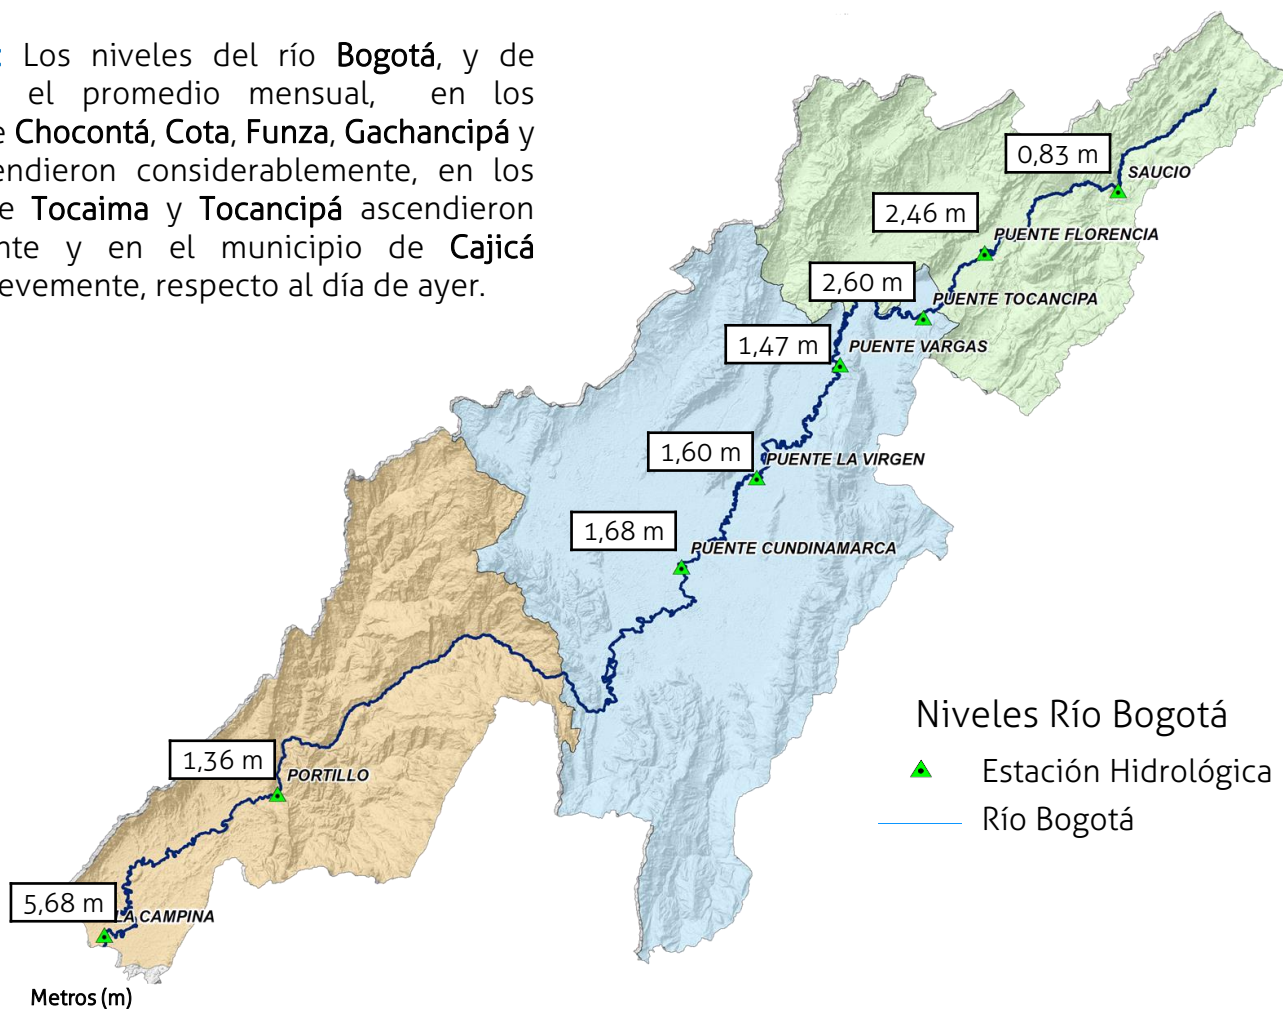 : Los niveles del río Bogotá, y de
el promedio mensual, en los
e Chocontá, Cota, Funza, Gachancipá y
endieron considerablemente, en los
e Tocaima y Tocancipá ascendieron
nte y en el municipio de Cajicá
evemente, respecto al día de ayer.
0,83 m
SAUCIO
2,46 m
PUENTE FLORENCIA
2,60 m
PUENTE TOCANCIPA
1,47 m
PUENTE VARGAS
1,60 m
PUENTE LA VIRGEN
1,68 m
PUENTE CUNDINAMARCA
Niveles Río Bogotá
Estación Hidrológica
Río Bogotá
1,36 m
PORTILLO
5,68 m
LA CAMPINA
Metros (m)